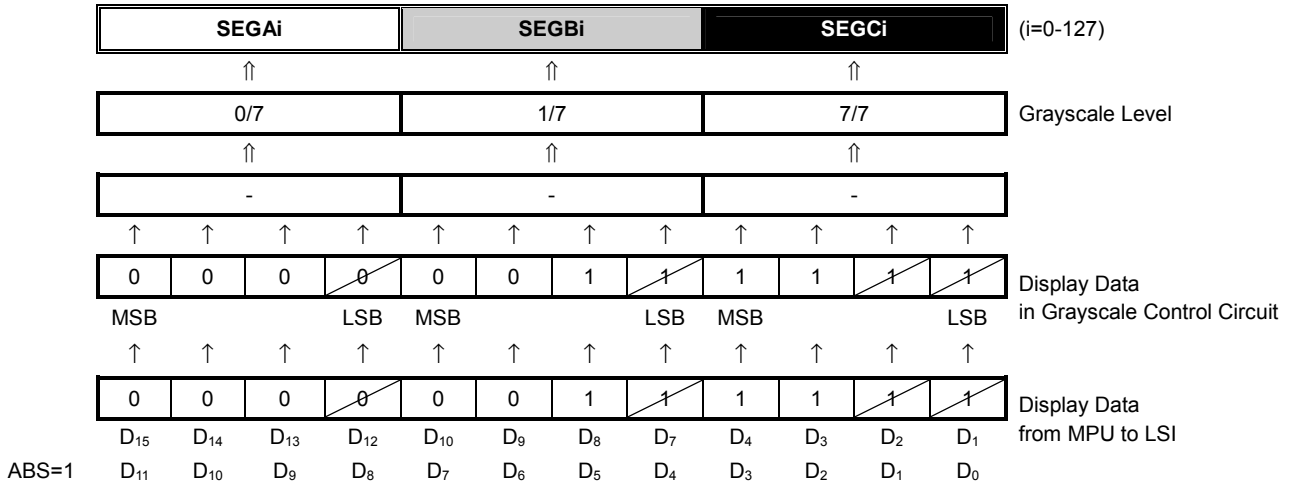 SEGAi SEGBi SEGCi (i=0-127)
⇑ ⇑ ⇑
0/7 1/7 7/7 Grayscale Level
⇑ ⇑ ⇑
- - -
↑ ↑ ↑ ↑ ↑ ↑ ↑ ↑ ↑ ↑ ↑ ↑
0 0 0 0 0 0 1 1 1 1 1 1 Display Data
MSB LSB MSB LSB MSB LSB in Grayscale Control Circuit
↑ ↑ ↑ ↑ ↑ ↑ ↑ ↑ ↑ ↑ ↑ ↑
0 0 0 0 0 0 1 1 1 1 1 1 Display Data
D15 D14 D13 D12 D10 D9 D8 D7 D4 D3 D2 D1 from MPU to LSI
ABS=1 D11 D10 D9 D8 D7 D6 D5 D4 D3 D2 D1 D0